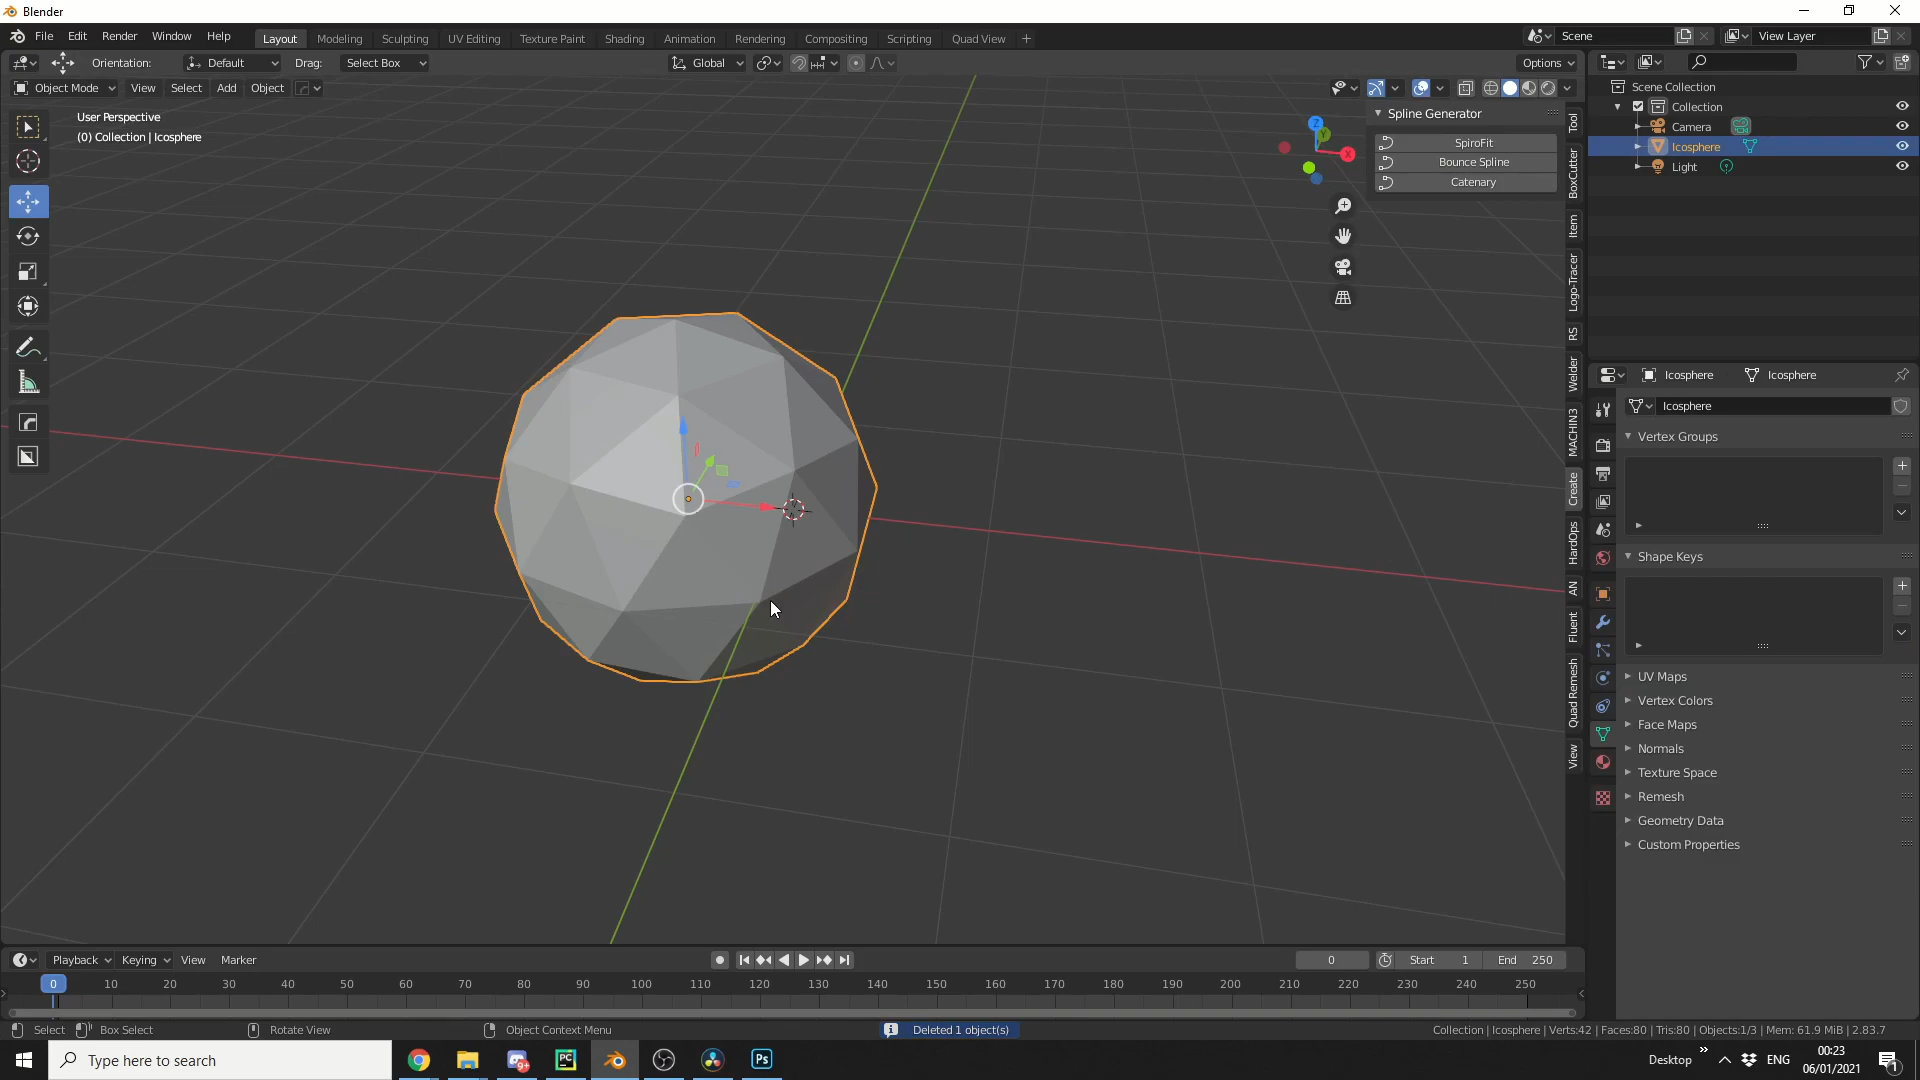 Blender
File Edit Render Window Help
Layout Modeling Sculpting UV Editing Texture Paint Shading Animation Rendering Compositing Scripting Quad View +
Scene
View Layer
Orientation: Default Drag: Select Box
Global
Options
Object Mode View Select Add Object
User Perspective
(0) Collection | Icosphere
Z
Y
X
Spline Generator
SpiroFit
Bounce Spline
Catenary
Tool
BoxCutter
Item
Logo-Tracer
RS
Welder
MACHIN3
Create
HardOps
AN
Fluent
Quad Remesh
View
Scene Collection
Collection
Camera
Icosphere
Light
Icosphere Icosphere
Icosphere
Vertex Groups
Shape Keys
UV Maps
Vertex Colors
Face Maps
Normals
Texture Space
Remesh
Geometry Data
Custom Properties
Playback Keying View Marker
0
Start 1
End 250
0 10 20 30 40 50 60 70 80 90 100 110 120 130 140 150 160 170 180 190 200 210 220 230 240 250
Select Box Select Rotate View Object Context Menu
Deleted 1 object(s)
Collection | Icosphere | Verts:42 | Faces:80 | Tris:80 | Objects:1/3 | Mem: 61.9 MiB | 2.83.7
Type here to search
PC
Ps
9+
Desktop
ENG
00:23
06/01/2021
1